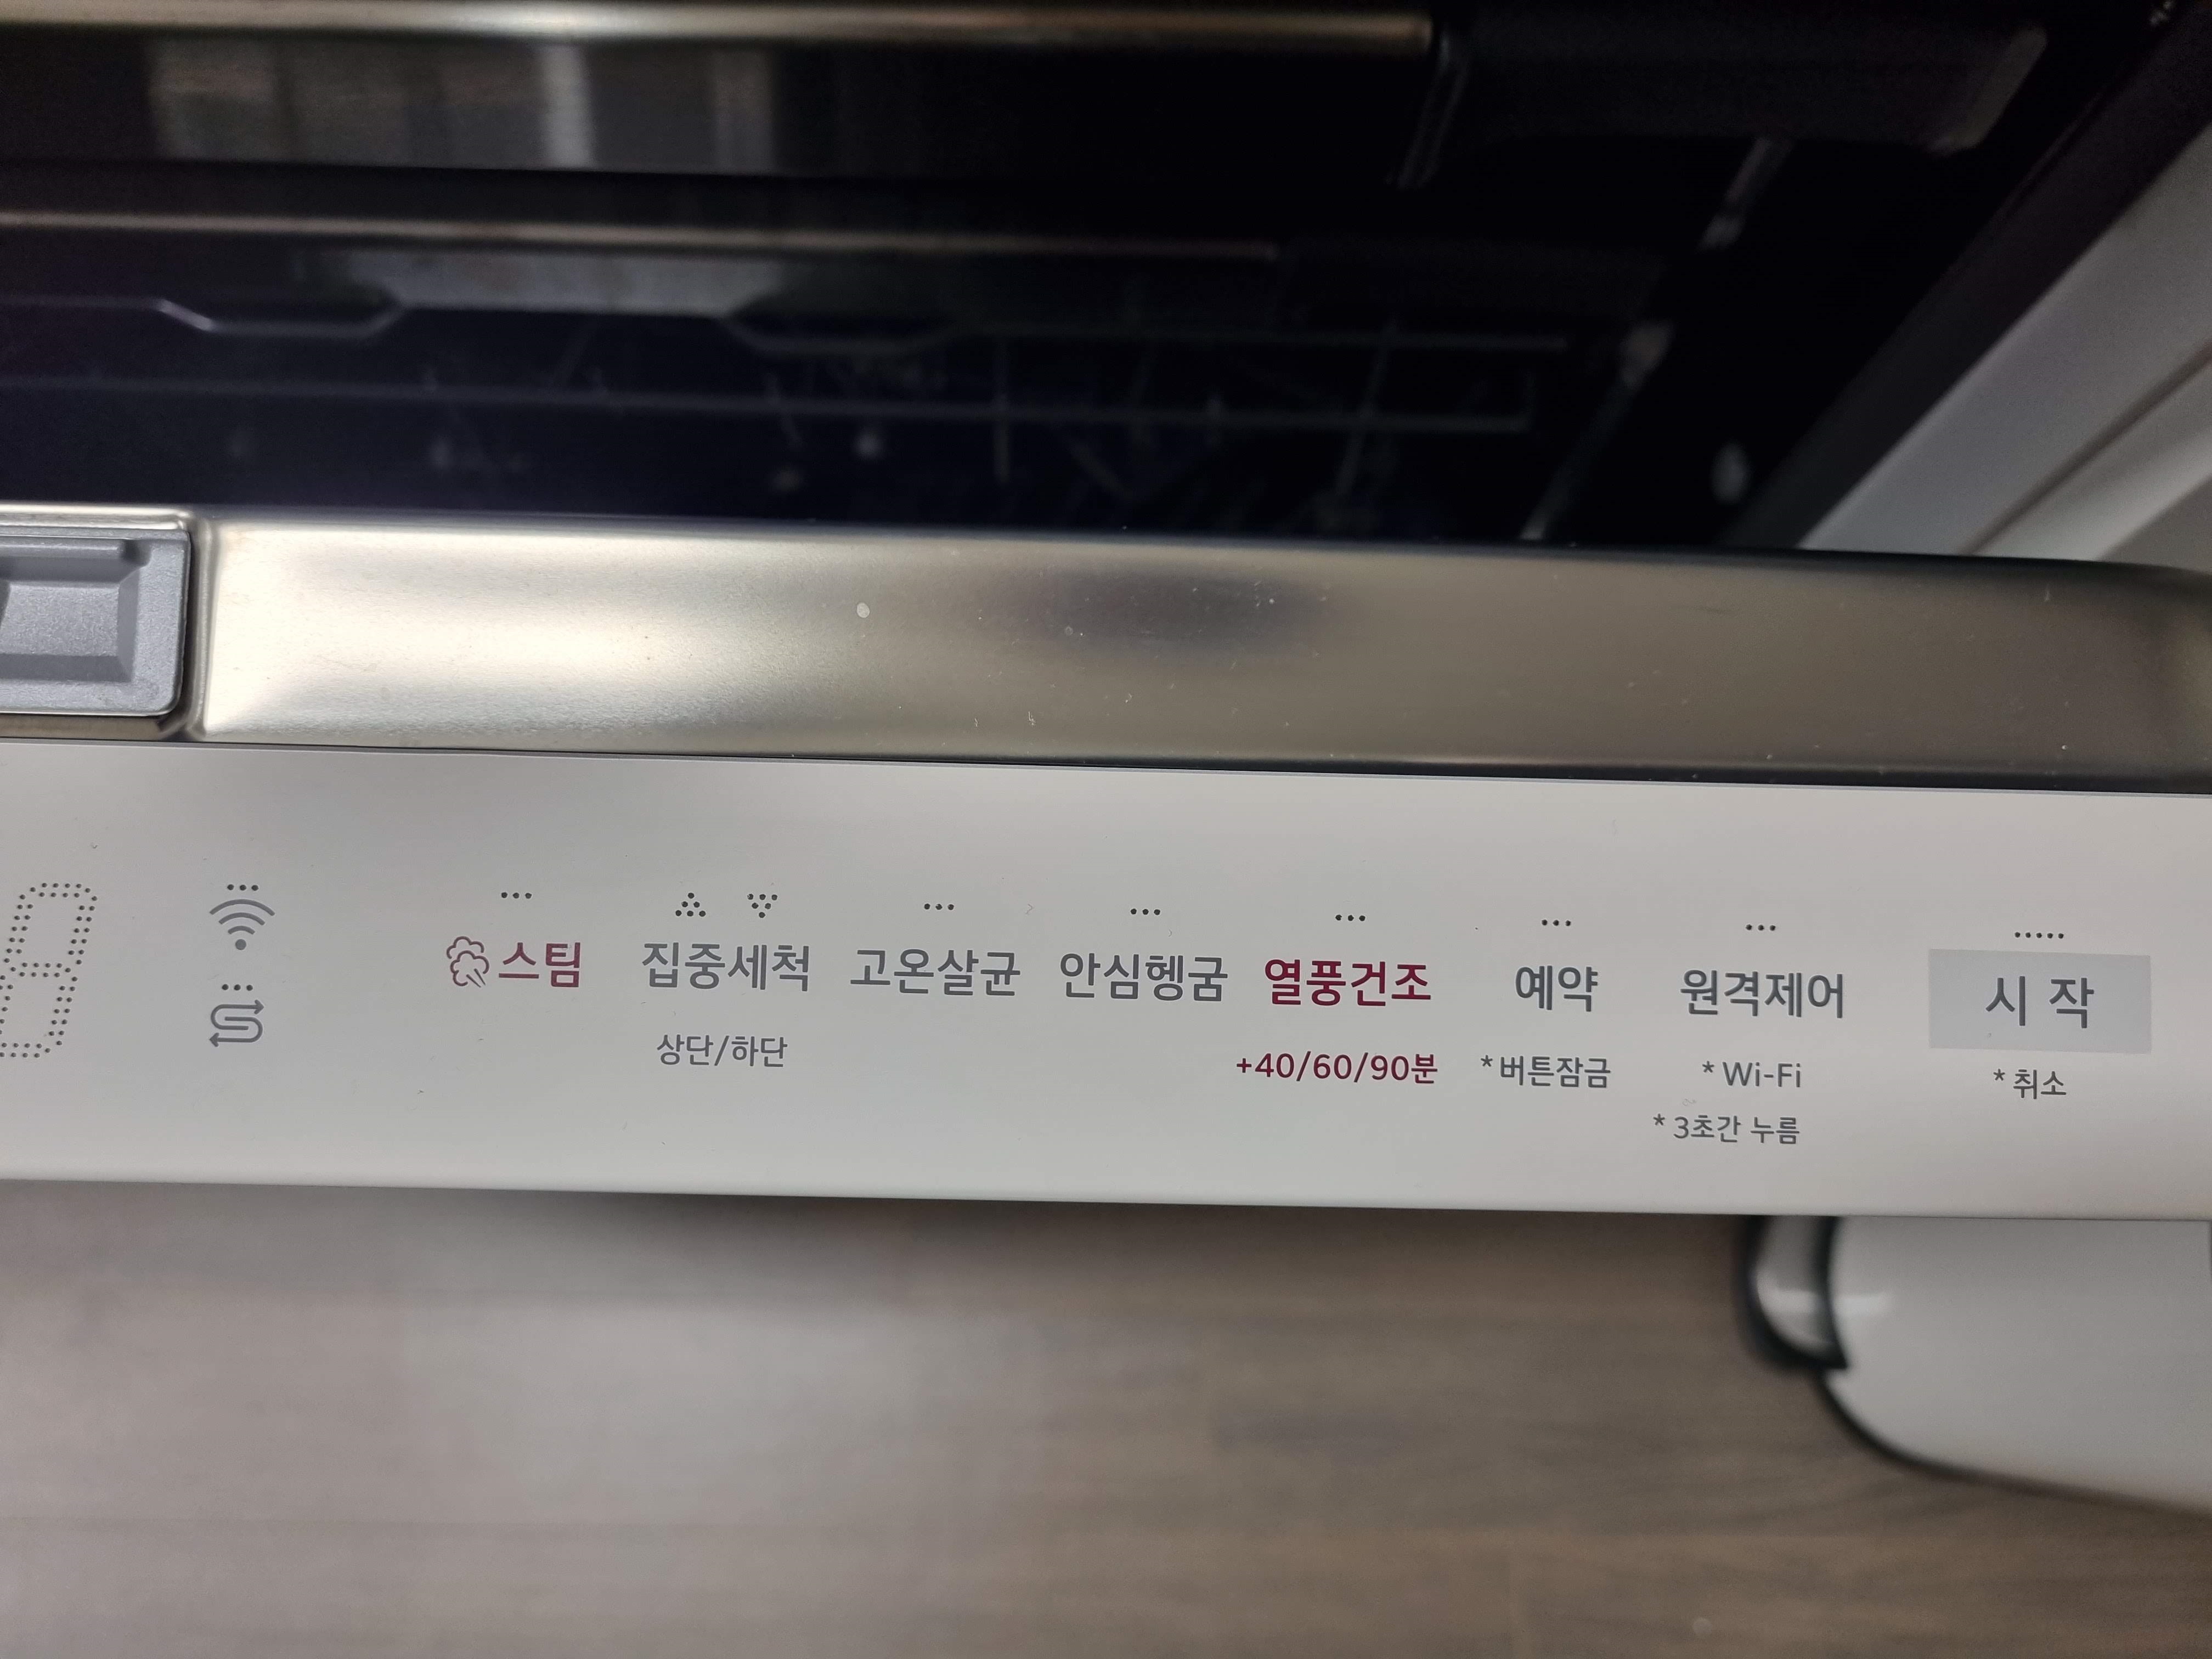 스팀 집중세척 고온살균 안심헹굼 열풍건조 예약 원격제어 시 작
상단/하단 +40/60/90분 *버튼잠금 *Wi-Fi *취소
*3초간 누름